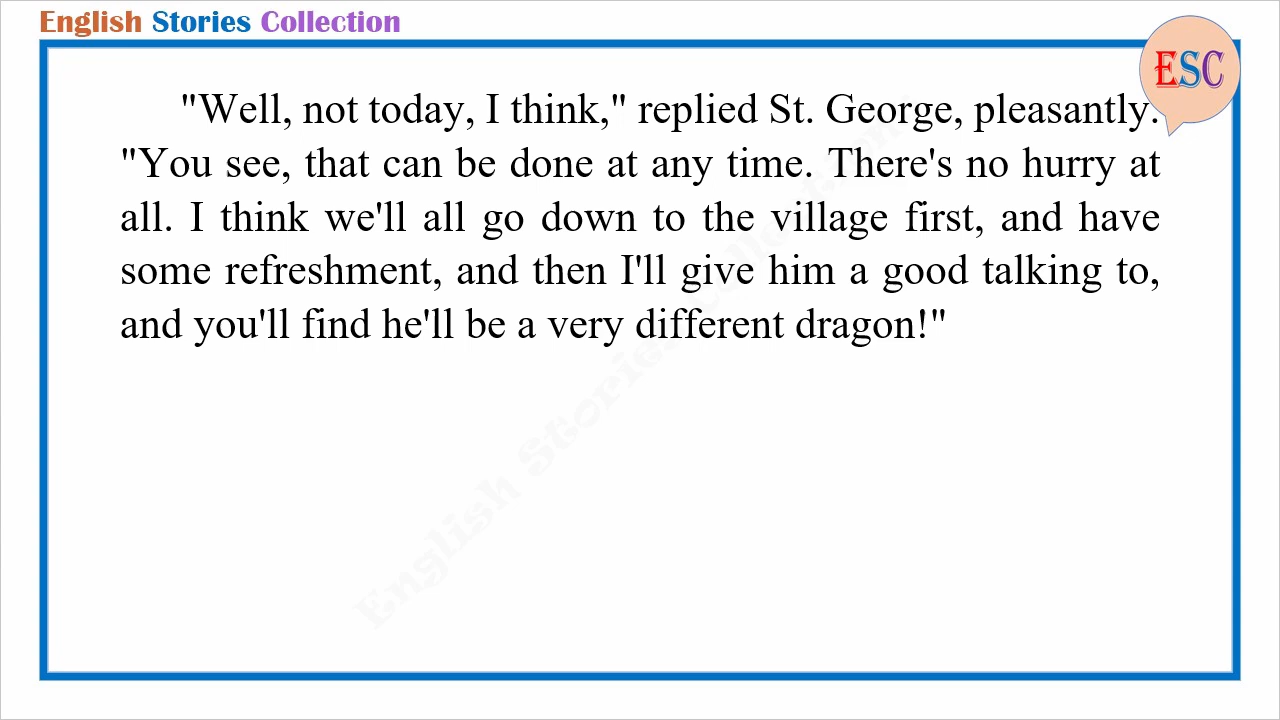 English Stories Collection
ESC
"Well, not today, I think," replied St. George, pleasantly.
"You see, that can be done at any time. There's no hurry at
all. I think we'll all go down to the village first, and have
some refreshment, and then I'll give him a good talking to,
and you'll find he'll be a very different dragon!"
English Stories Collection